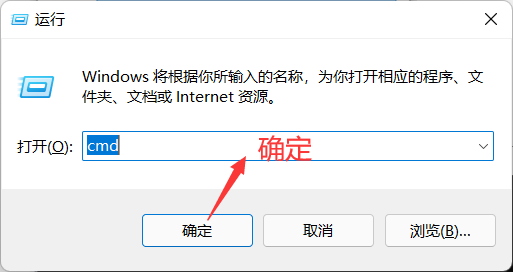 运行
Windows 将根据你所输入的名称，为你打开相应的程序、文
件夹、文档或 Internet 资源。
打开(O): cmd 确定
确定 取消 浏览(B)...